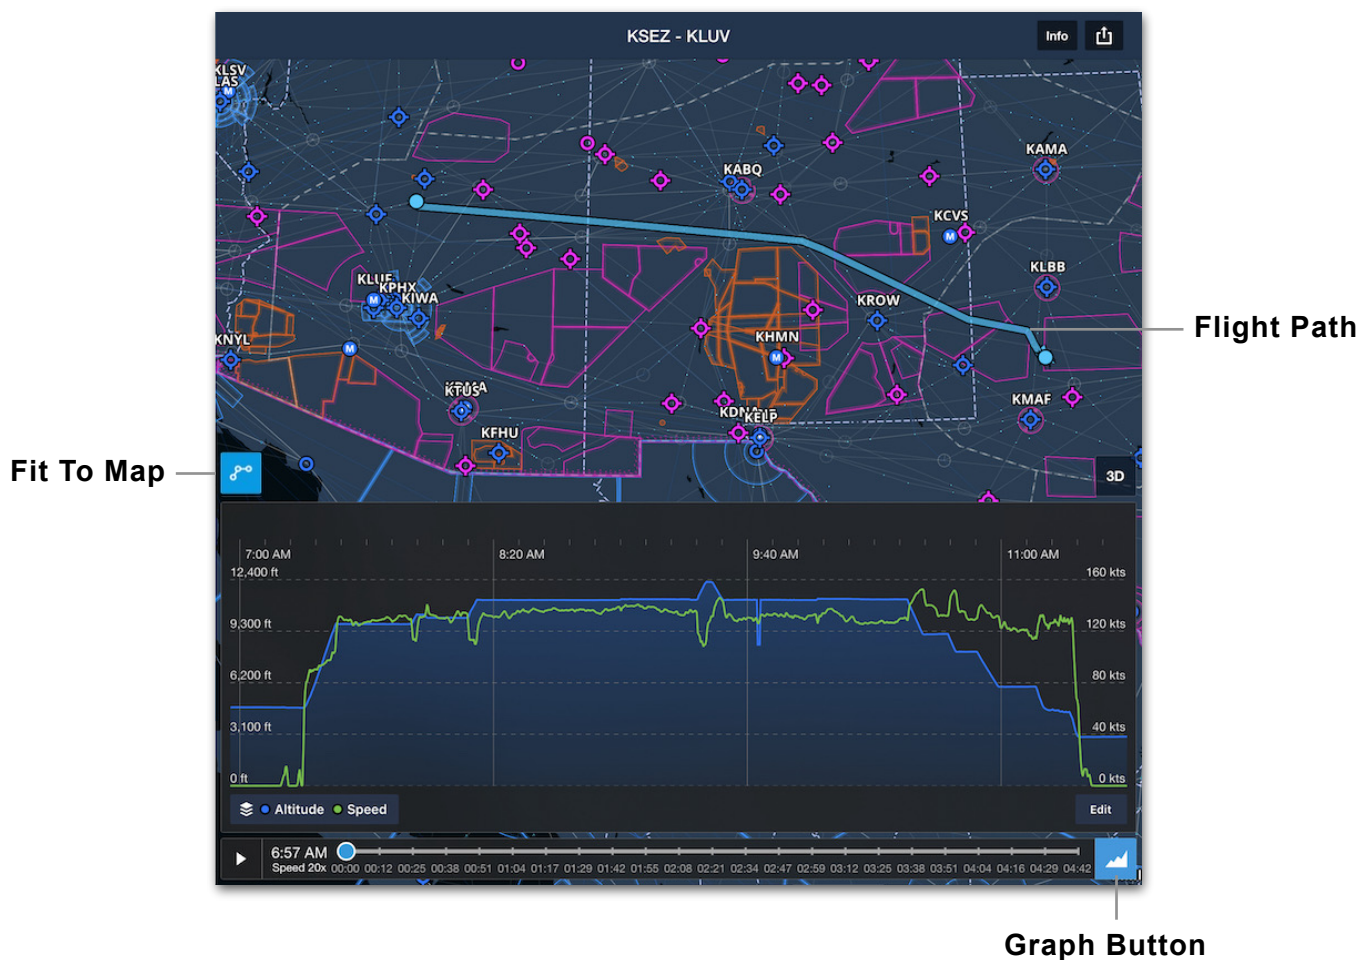 KSEZ - KLUV
Info
KLSV
LAS
KAMA
KABQ
KCVS
KLBB
KLUF
KPHX
KIWA
KROW
Flight Path
KNYL
KHMN
KTUS
KMAF
KELP
KFHU
Fit To Map
3D
7:00 AM 8:20 AM 9:40 AM 11:00 AM
12,400 ft 160 kts
9,300 ft 120 kts
6,200 ft 80 kts
3,100 ft 40 kts
0 ft 0 kts
Altitude Speed Edit
6:57 AM
Speed 20x 00:00 00:12 00:25 00:38 00:51 01:04 01:17 01:29 01:42 01:55 02:08 02:21 02:34 02:47 02:59 03:12 03:25 03:38 03:51 04:04 04:16 04:29 04:42
Graph Button